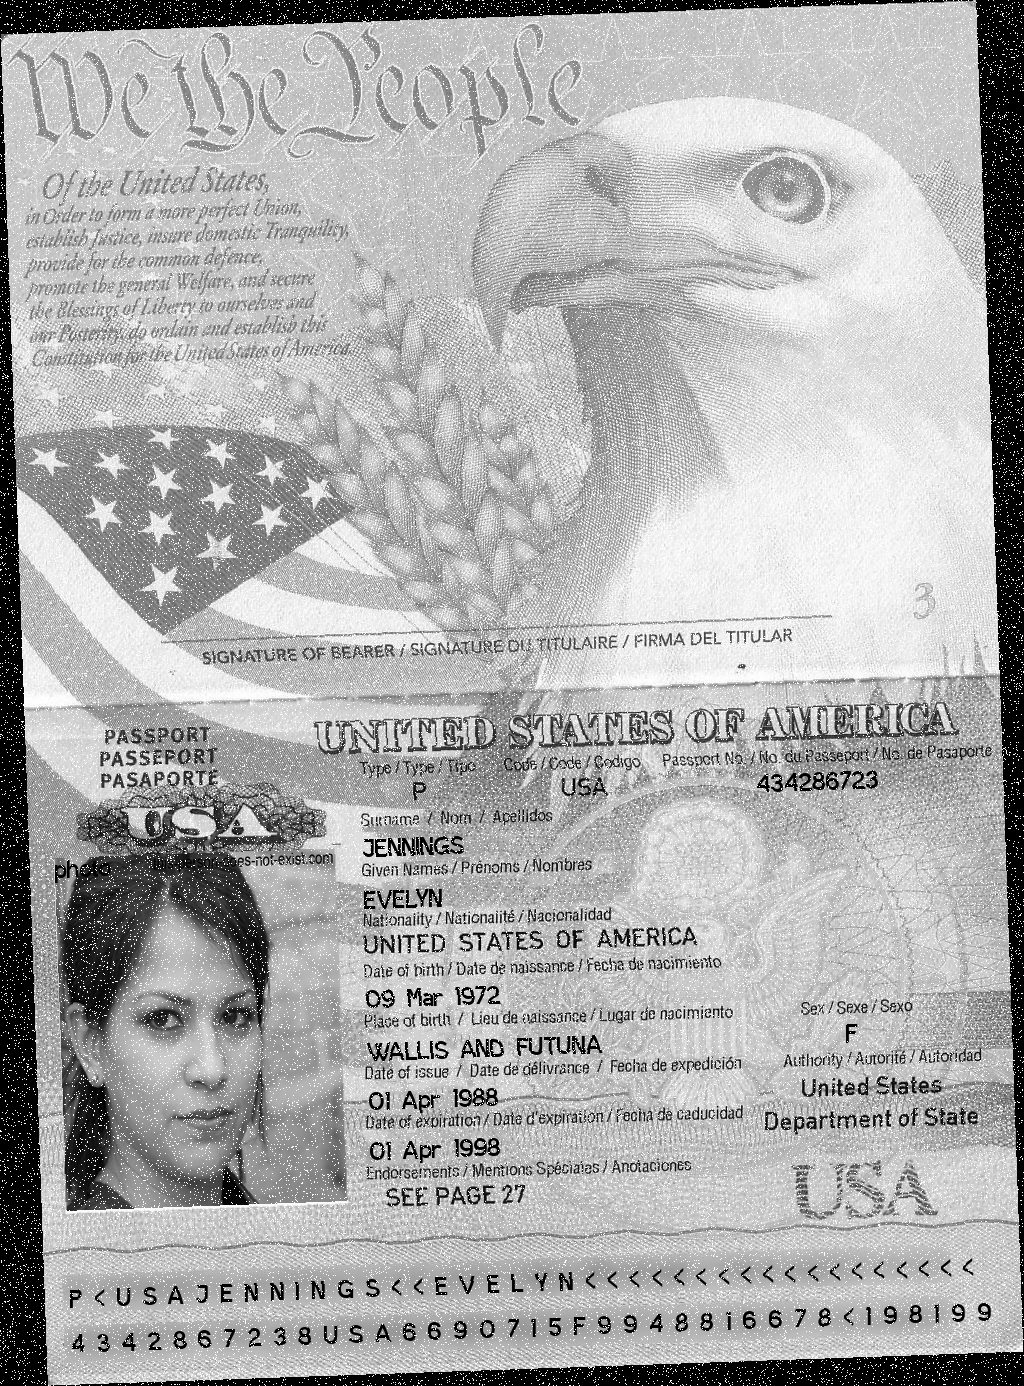 We the People
Of the United States,
in Order to form a more perfect Union,
establish Justice, insure domestic Tranquility,
provide for the common defence,
promote the general Welfare, and secure
the Blessings of Liberty to ourselves and
our Posterity, do ordain and establish this
Constitution for the United States of America.
3
SIGNATURE OF BEARER / SIGNATURE DU TITULAIRE / FIRMA DEL TITULAR
PASSPORT
PASSEPORT
PASAPORTE
USA
UNITED STATES OF AMERICA
Type / Type / Tipo Code / Code / Codigo Passport No. / No. du Passeport / No. de Pasaporte
P USA 434286723
Surname / Nom / Apellidos
JENNINGS
Given Names / Prénoms / Nombres
EVELYN
Nationality / Nationalité / Nacionalidad
UNITED STATES OF AMERICA
Date of birth / Date de naissance / Fecha de nacimiento
09 Mar 1972
Place of birth / Lieu de naissance / Lugar de nacimiento
WALLIS AND FUTUNA
Date of issue / Date de délivrance / Fecha de expedición
01 Apr 1988
Date of expiration / Date d'expiration / Fecha de caducidad
01 Apr 1998
Endorsements / Mentions Spéciales / Anotaciones
SEE PAGE 27
Sex / Sexe / Sexo
F
Authority / Autorité / Autoridad
United States
Department of State
USA
photo es-not-exist.com
P<USAJENNINGS<<EVELYN<<<<<<<<<<<<<<<<<<
4342867238USA6690715F9948816678<198199